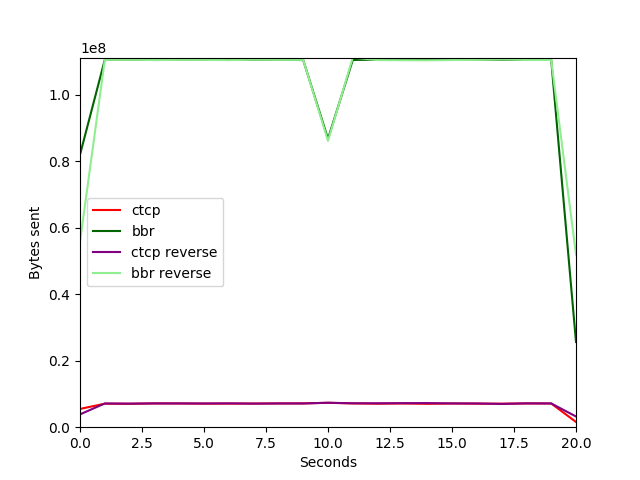 1e8
1.0
0.8
0.6
0.4
0.2
0.0
Bytes sent
ctcp
bbr
ctcp reverse
bbr reverse
0.0 2.5 5.0 7.5 10.0 12.5 15.0 17.5 20.0
Seconds